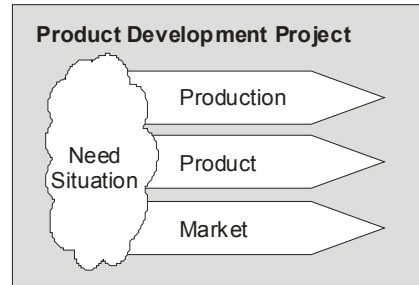 Product Development Project
Production
Need
Situation
Product
Market